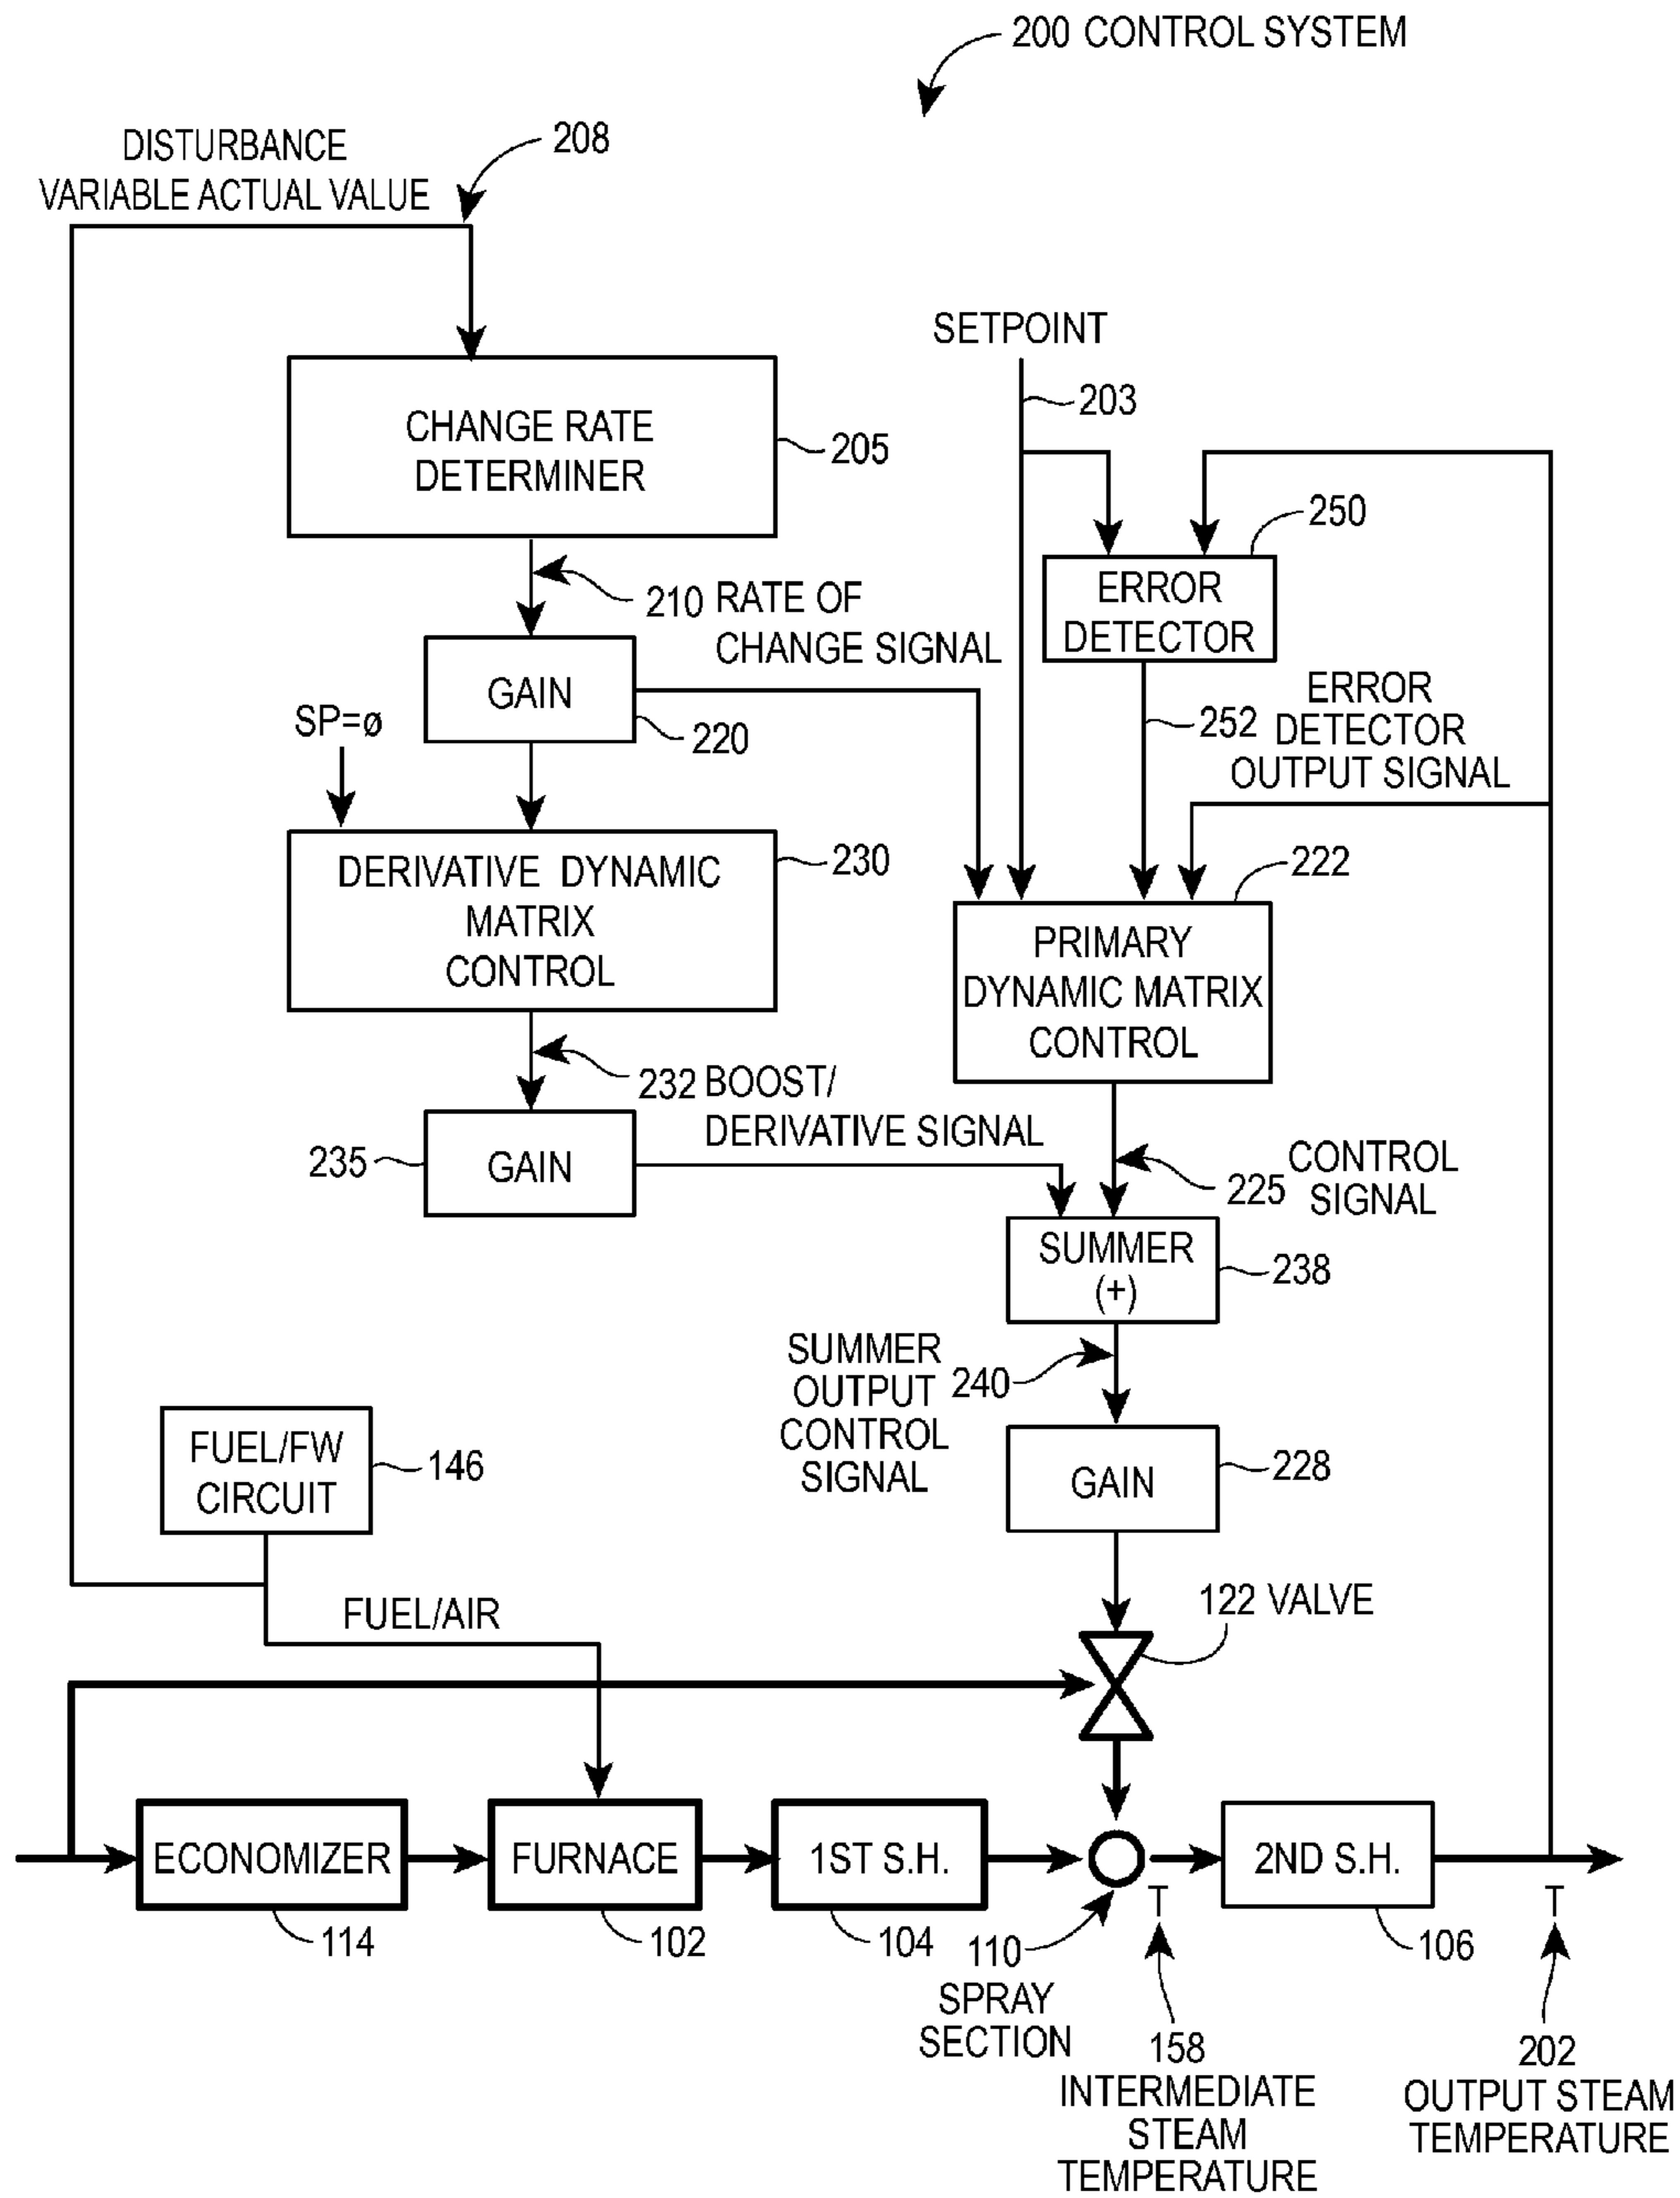 200 CONTROL SYSTEM
DISTURBANCE
VARIABLE ACTUAL VALUE
208
SETPOINT
203
CHANGE RATE
DETERMINER
205
250
ERROR
DETECTOR
210 RATE OF
CHANGE SIGNAL
GAIN
220
SP=ø
252
ERROR
DETECTOR
OUTPUT SIGNAL
DERIVATIVE DYNAMIC
MATRIX
CONTROL
230
222
PRIMARY
DYNAMIC MATRIX
CONTROL
232 BOOST/
DERIVATIVE SIGNAL
235
GAIN
225
CONTROL
SIGNAL
SUMMER
(+)
238
SUMMER
OUTPUT
CONTROL
SIGNAL
240
FUEL/FW
CIRCUIT
146
GAIN
228
FUEL/AIR
122 VALVE
ECONOMIZER
FURNACE
1ST S.H.
2ND S.H.
114
102
104
110
SPRAY
SECTION
106
158
INTERMEDIATE
STEAM
TEMPERATURE
202
OUTPUT STEAM
TEMPERATURE
T
T